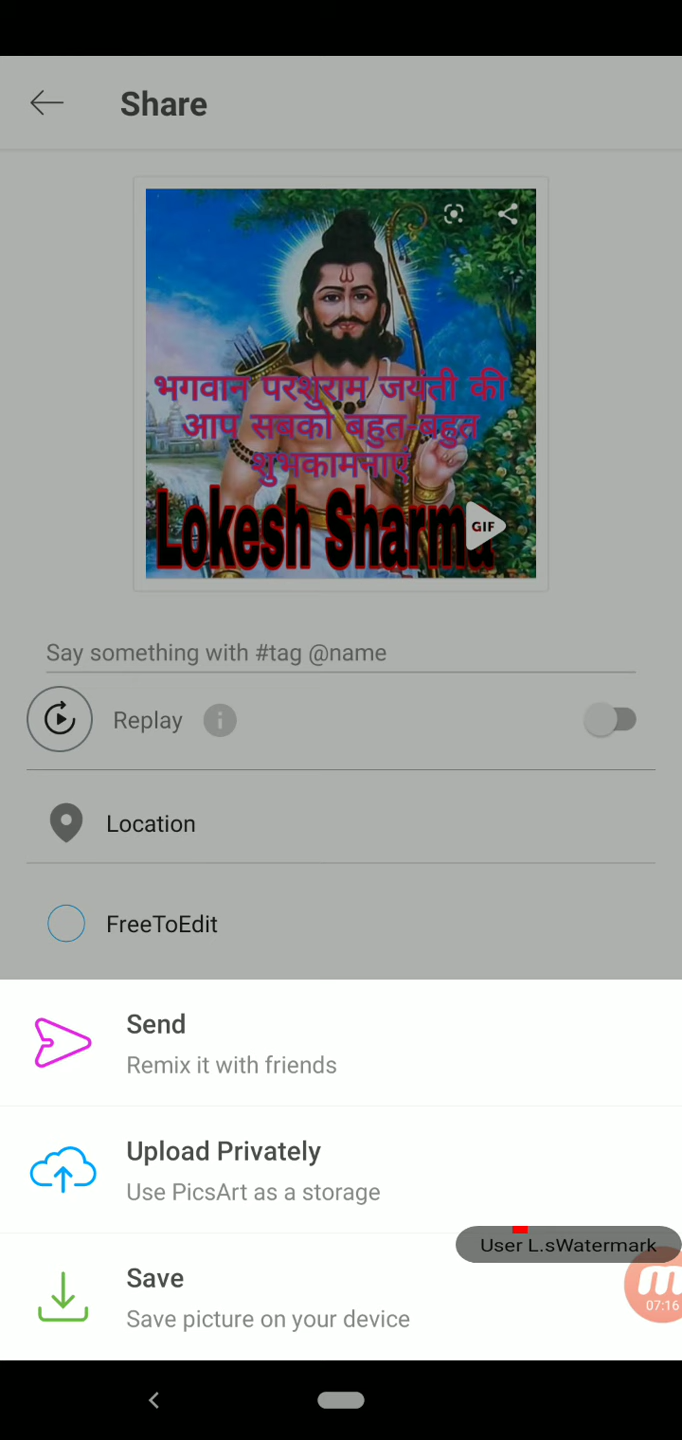 Share
भगवान परशुराम जयंती की
आप सबको बहुत-बहुत
शुभकामनाएं
Lokesh Sharma
GIF
Say something with #tag @name
Replay
Location
FreeToEdit
Send
Remix it with friends
Upload Privately
Use PicsArt as a storage
User L.sWatermark
Save
Save picture on your device
07:16